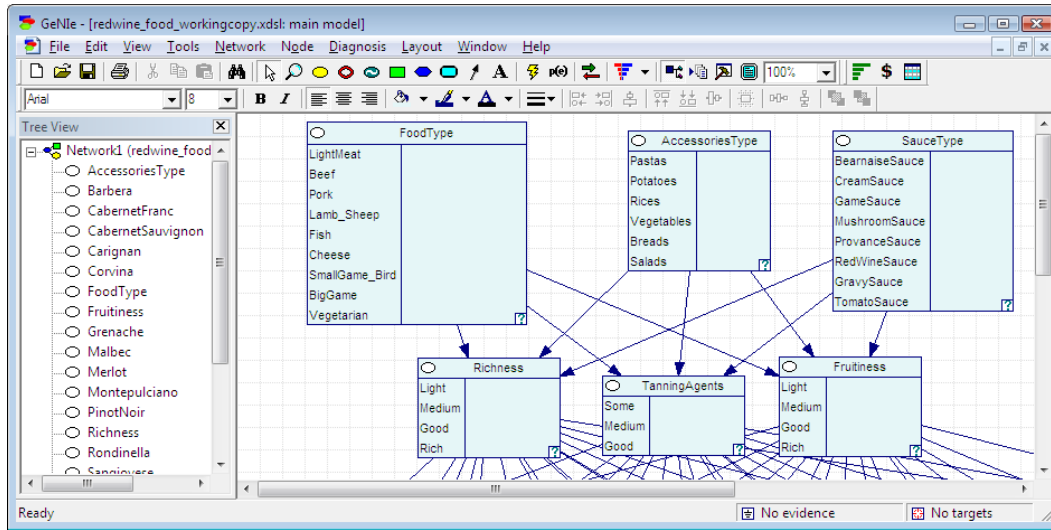 GeNIe - [redwine_food_workingcopy.xdsl: main model]
File Edit View Tools Network Node Diagnosis Layout Window Help
A p(e) 100% $
Arial 8 B I A
Tree View
Network1 (redwine_food
AccessoriesType
Barbera
CabernetFranc
CabernetSauvignon
Carignan
Corvina
FoodType
Fruitiness
Grenache
Malbec
Merlot
Montepulciano
PinotNoir
Richness
Rondinella
Sangiovese
FoodType
LightMeat
Beef
Pork
Lamb_Sheep
Fish
Cheese
SmallGame_Bird
BigGame
Vegetarian
?
AccessoriesType
Pastas
Potatoes
Rices
Vegetables
Breads
Salads
?
SauceType
BearnaiseSauce
CreamSauce
GameSauce
MushroomSauce
ProvanceSauce
RedWineSauce
GravySauce
TomatoSauce
?
Richness
Light
Medium
Good
Rich
?
TanningAgents
Some
Medium
Good
?
Fruitiness
Light
Medium
Good
Rich
?
Ready No evidence No targets